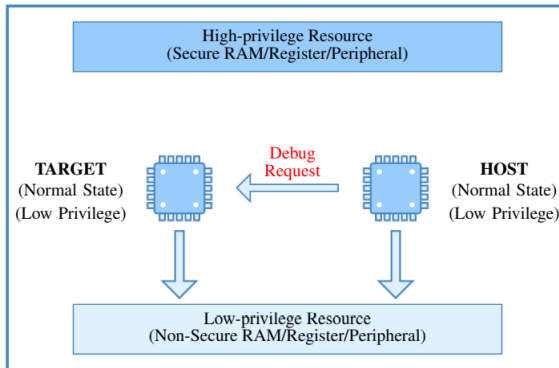 High-privilege Resource
(Secure RAM/Register/Peripheral)
Debug
Request
TARGET
(Normal State)
(Low Privilege)
HOST
(Normal State)
(Low Privilege)
Low-privilege Resource
(Non-Secure RAM/Register/Peripheral)